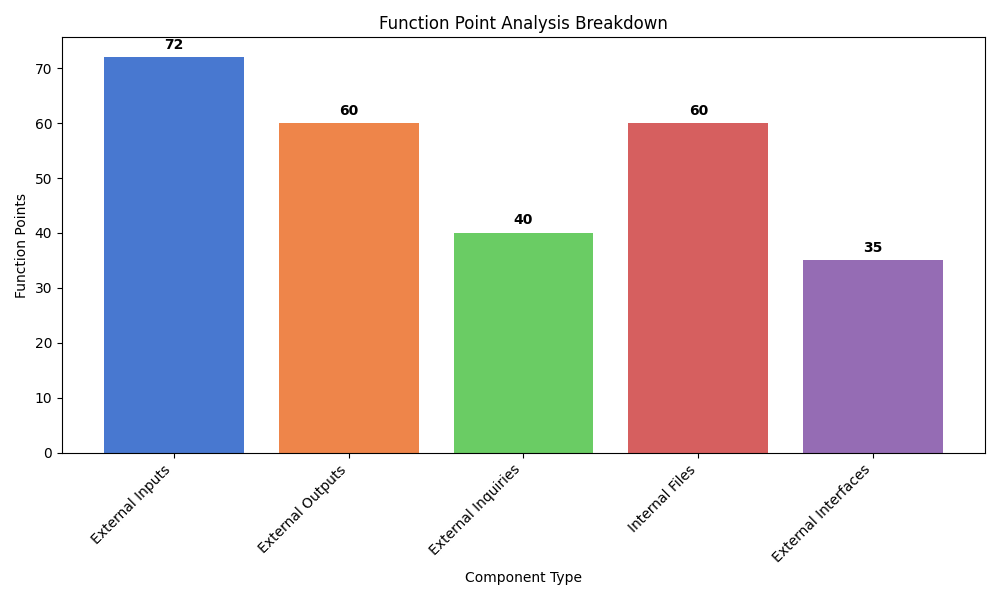 Function Point Analysis Breakdown
72
60
40
60
35
Function Points
70
60
50
40
30
20
10
0
External Inputs
External Outputs
External Inquiries
Internal Files
External Interfaces
Component Type